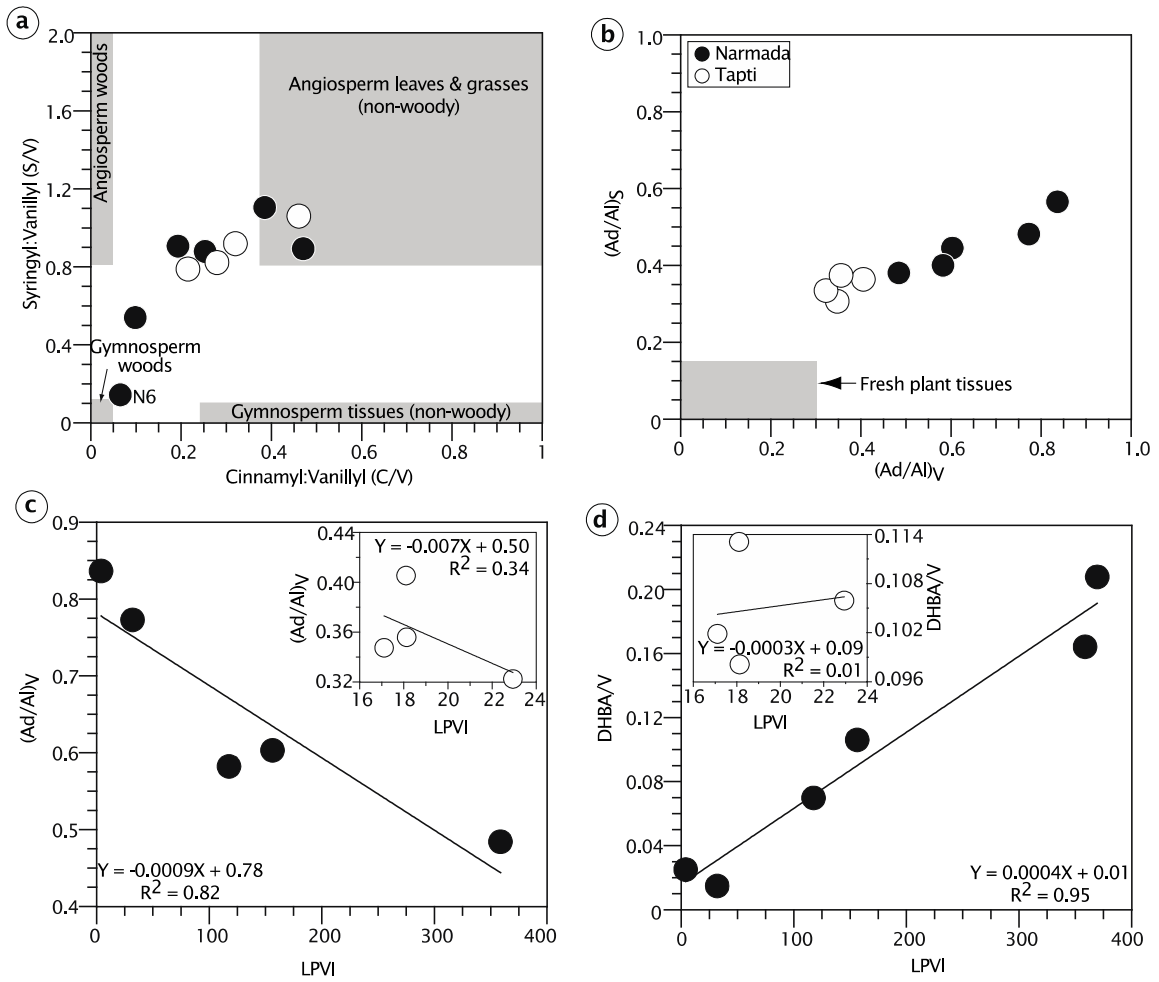 a
2.0
1.6
1.2
0.8
0.4
0
Syringyl:Vanillyl (S/V)
Angiosperm woods
Angiosperm leaves & grasses
(non-woody)
Gymnosperm
woods
N6
Gymnosperm tissues (non-woody)
0 0.2 0.4 0.6 0.8 1
Cinnamyl:Vanillyl (C/V)
b
1.0
0.8
0.6
0.4
0.2
0
(Ad/Al)S
Narmada
Tapti
Fresh plant tissues
0 0.2 0.4 0.6 0.8 1.0
(Ad/Al)V
c
0.9
0.8
0.7
0.6
0.5
0.4
(Ad/Al)V
0.44
0.40
0.36
0.32
(Ad/Al)V
Y = -0.007X + 0.50
R2 = 0.34
16 18 20 22 24
LPVI
Y = -0.0009X + 0.78
R2 = 0.82
0 100 200 300 400
LPVI
d
0.24
0.20
0.16
0.12
0.08
0.04
0
DHBA/V
0.114
0.108
0.102
0.096
DHBA/V
Y = -0.0003X + 0.09
R2 = 0.01
16 18 20 22 24
LPVI
Y = 0.0004X + 0.01
R2 = 0.95
0 100 200 300 400
LPVI